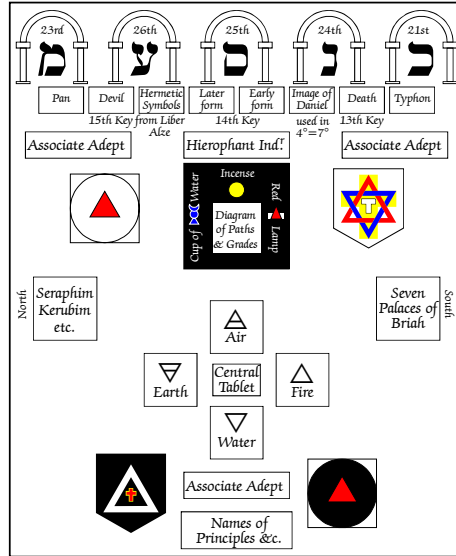 23rd 26th 25th 24th 21st
מ ע נ כ
Pan Devil Hermetic Later Early Image of Death Typhon
Symbols form form Daniel
15th Key from Liber 14th Key used in 13th Key
Alze 4°=7°
Associate Adept Hierophant Ind.r Associate Adept
Incense
Cup of Water
Red Lamp
Diagram
of Paths
& Grades
T
North
Seraphim
Kerubim
etc.
Seven
Palaces of
Briah
South
Air
Earth
Central
Tablet
Fire
Water
Associate Adept
Names of
Principles &c.